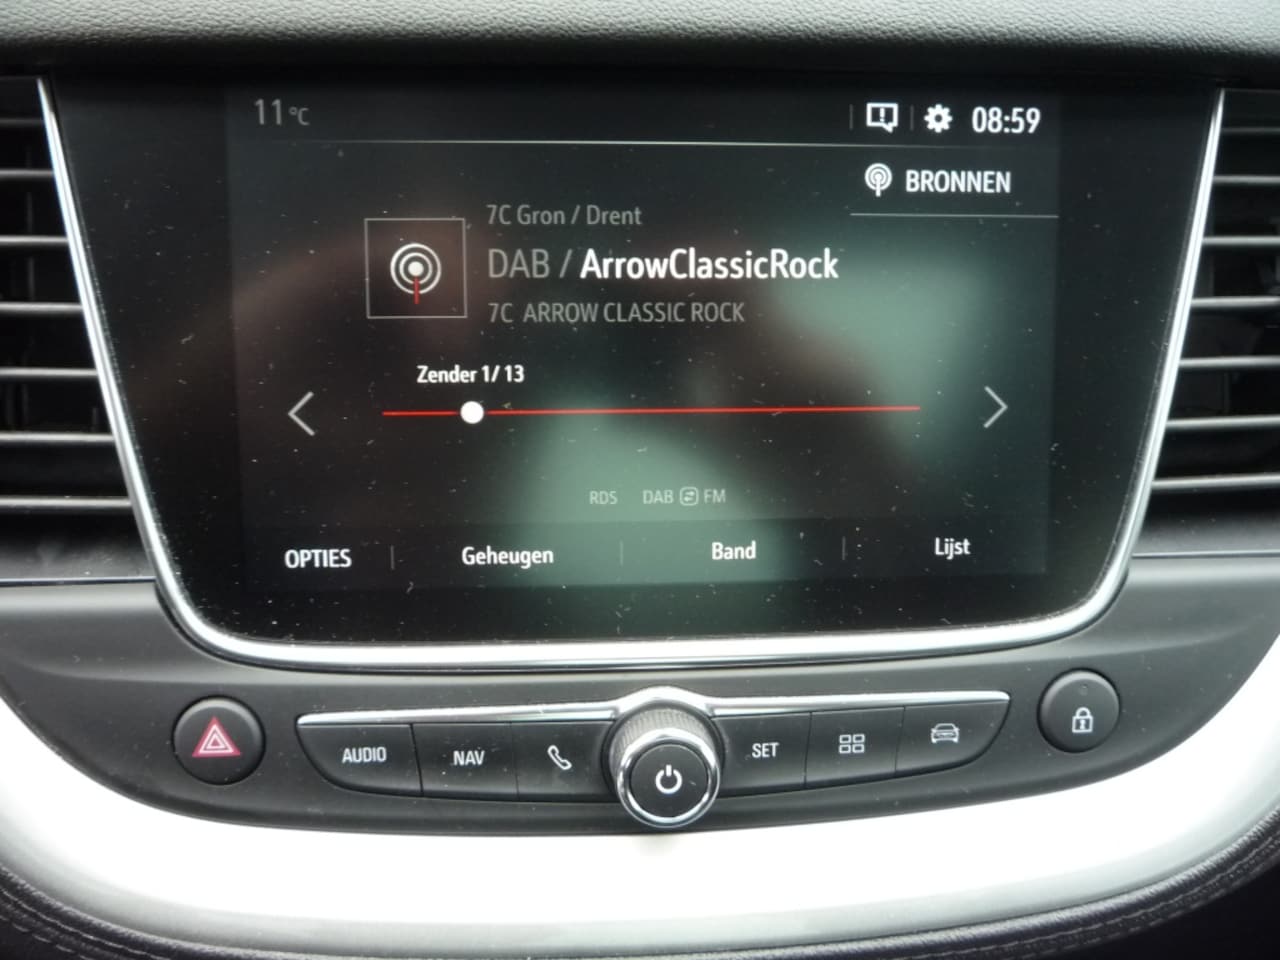 11 °C
08:59
BRONNEN
7C Gron / Drent
DAB / ArrowClassicRock
7C ARROW CLASSIC ROCK
Zender 1/ 13
RDS DAB FM
OPTIES Geheugen Band Lijst
AUDIO NAV SET